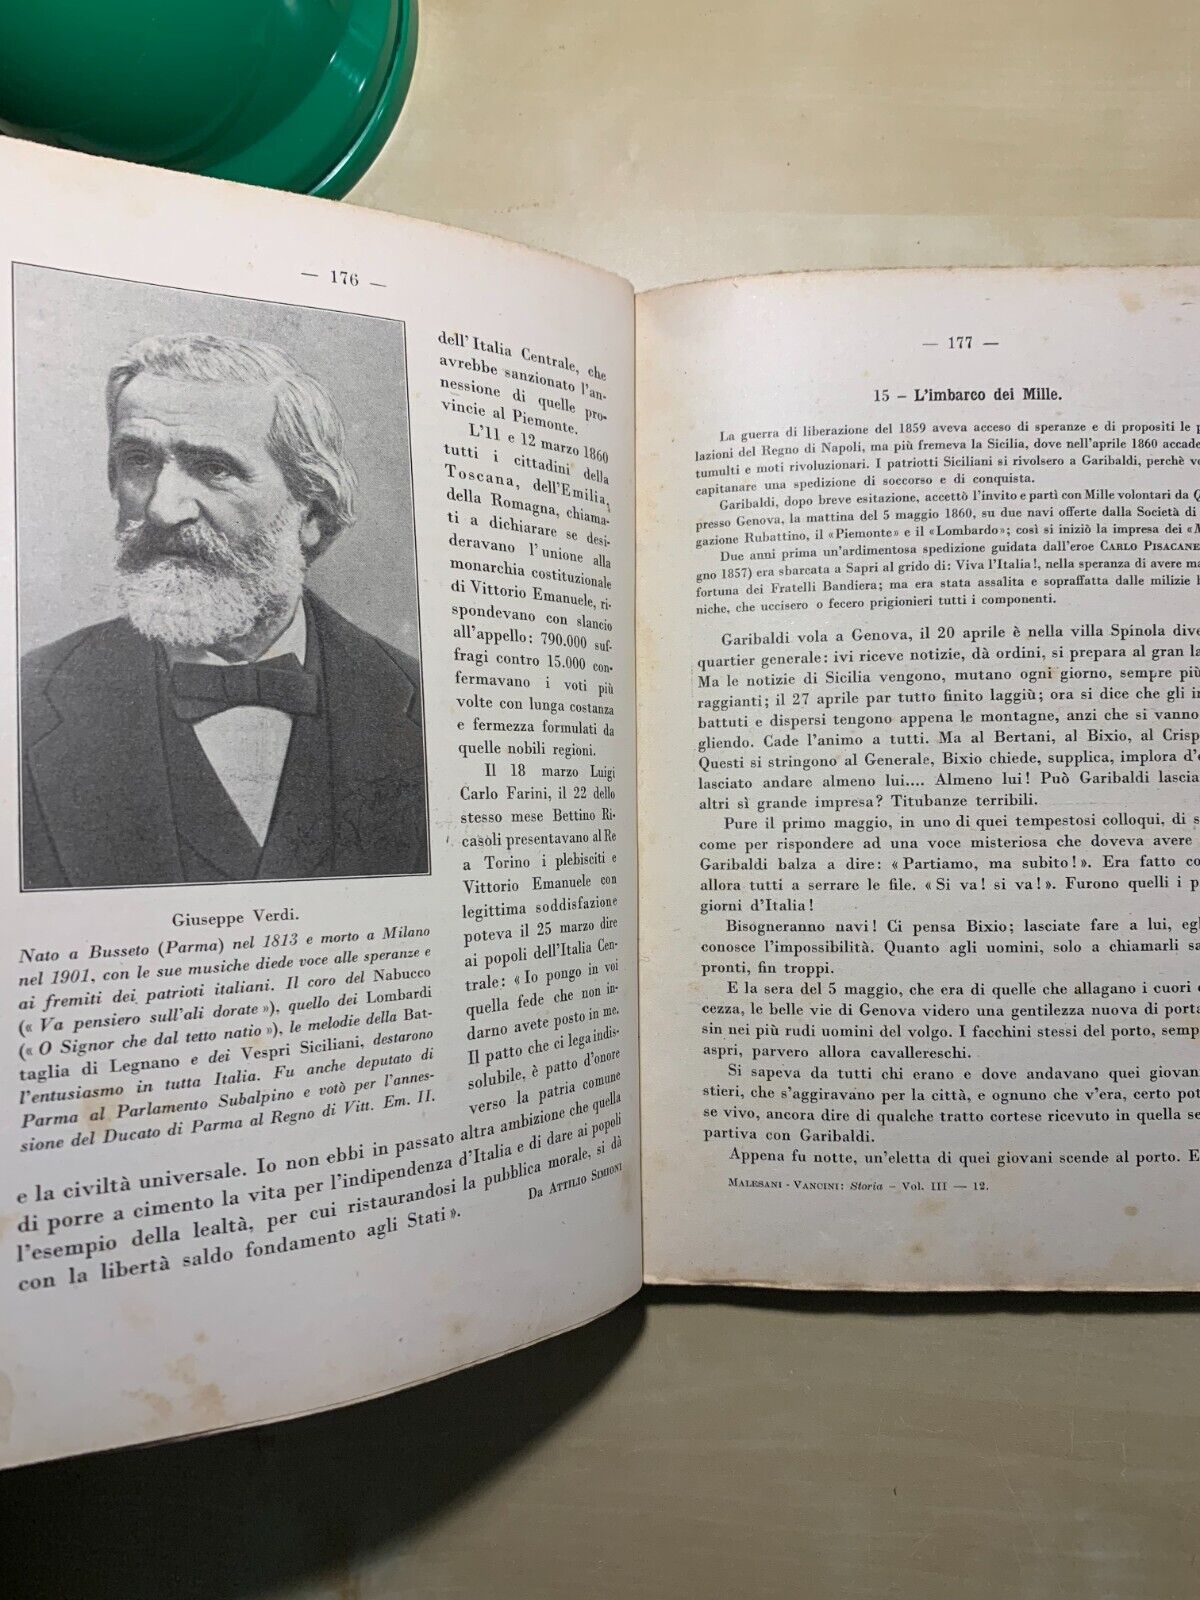 — 176 —
dell'Italia Centrale, che
avrebbe sanzionato l'an-
nessione di quelle pro-
vincie al Piemonte.
L'11 e 12 marzo 1860
tutti i cittadini della
Toscana, dell'Emilia,
della Romagna, chiama-
ti a dichiarare se desi-
deravano l'unione alla
monarchia costituzionale
di Vittorio Emanuele, ri-
spondevano con slancio
all'appello: 790.000 suf-
fragi contro 15.000 con-
fermavano i voti più
volte con lunga costanza
e fermezza formulati da
quelle nobili regioni.
Il 18 marzo Luigi
Carlo Farini, il 22 dello
stesso mese Bettino Ri-
casoli presentavano al Re
a Torino i plebisciti e
Vittorio Emanuele con
legittima soddisfazione
poteva il 25 marzo dire
ai popoli dell'Italia Cen-
trale: « Io pongo in voi
quella fede che non in-
darno avete posto in me.
Il patto che ci lega indis-
solubile, è patto d'onore
verso la patria comune
Giuseppe Verdi.
Nato a Busseto (Parma) nel 1813 e morto a Milano
nel 1901, con le sue musiche diede voce alle speranze e
ai fremiti dei patrioti italiani. Il coro del Nabucco
(« Va pensiero sull'ali dorate »), quello dei Lombardi
(« O Signor che dal tetto natio »), le melodie della Bat-
taglia di Legnano e dei Vespri Siciliani, destarono
l'entusiasmo in tutta Italia. Fu anche deputato di
Parma al Parlamento Subalpino e votò per l'annes-
sione del Ducato di Parma al Regno di Vitt. Em. II.
e la civiltà universale. Io non ebbi in passato altra ambizione che quella
di porre a cimento la vita per l'indipendenza d'Italia e di dare ai popoli
l'esempio della lealtà, per cui ristaurandosi la pubblica morale, si dà
con la libertà saldo fondamento agli Stati ».
Da ATTILIO SIMIONI
— 177 —
15 – L'imbarco dei Mille.
La guerra di liberazione del 1859 aveva acceso di speranze e di propositi le p
lazioni del Regno di Napoli, ma più fremeva la Sicilia, dove nell'aprile 1860 accade
tumulti e moti rivoluzionari. I patriotti Siciliani si rivolsero a Garibaldi, perchè v
capitanare una spedizione di soccorso e di conquista.
Garibaldi, dopo breve esitazione, accettò l'invito e partì con Mille volontari da Q
presso Genova, la mattina del 5 maggio 1860, su due navi offerte dalla Società di
gazione Rubattino, il «Piemonte» e il «Lombardo»; così si iniziò la impresa dei «M
Due anni prima un'ardimentosa spedizione guidata dall'eroe CARLO PISACANE
gno 1857) era sbarcata a Sapri al grido di: Viva l'Italia!, nella speranza di avere ma
fortuna dei Fratelli Bandiera; ma era stata assalita e sopraffatta dalle milizie b
niche, che uccisero o fecero prigionieri tutti i componenti.
Garibaldi vola a Genova, il 20 aprile è nella villa Spinola dive
quartier generale: ivi riceve notizie, dà ordini, si prepara al gran la
Ma le notizie di Sicilia vengono, mutano ogni giorno, sempre più
raggianti; il 27 aprile par tutto finito laggiù; ora si dice che gli in
battuti e dispersi tengono appena le montagne, anzi che si vanno
gliendo. Cade l'animo a tutti. Ma al Bertani, al Bixio, al Crisp
Questi si stringono al Generale, Bixio chiede, supplica, implora d'e
lasciato andare almeno lui.... Almeno lui! Può Garibaldi lascia
altri sì grande impresa? Titubanze terribili.
Pure il primo maggio, in uno di quei tempestosi colloqui, di s
come per rispondere ad una voce misteriosa che doveva avere
Garibaldi balza a dire: « Partiamo, ma subito! ». Era fatto co
allora tutti a serrare le file. « Si va! si va! ». Furono quelli i p
giorni d'Italia!
Bisogneranno navi! Ci pensa Bixio; lasciate fare a lui, egl
conosce l'impossibilità. Quanto agli uomini, solo a chiamarli sa
pronti, fin troppi.
E la sera del 5 maggio, che era di quelle che allagano i cuori
cezza, le belle vie di Genova videro una gentilezza nuova di porta
sin nei più rudi uomini del volgo. I facchini stessi del porto, semp
aspri, parvero allora cavallereschi.
Si sapeva da tutti chi erano e dove andavano quei giovani
stieri, che s'aggiravano per la città, e ognuno che v'era, certo pot
se vivo, ancora dire di qualche tratto cortese ricevuto in quella se
partiva con Garibaldi.
Appena fu notte, un'eletta di quei giovani scende al porto. E
MALESANI - VANCINI: Storia – Vol. III — 12.